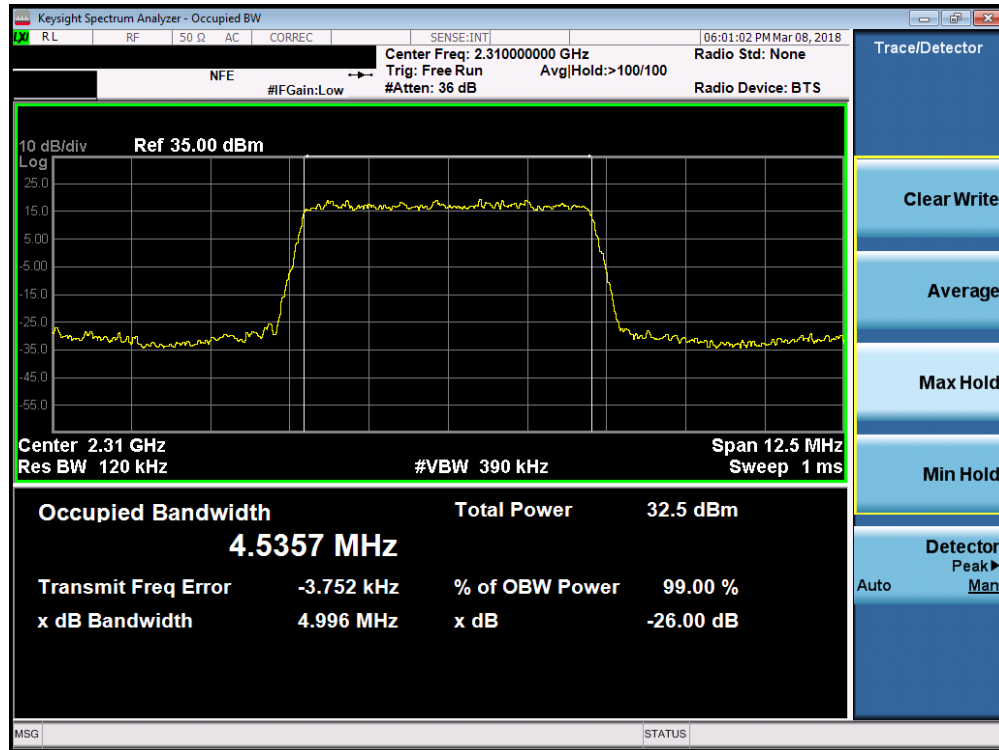 Keysight Spectrum Analyzer - Occupied BW
LXI RL RF 50 Ω AC CORREC SENSE:INT 06:01:02 PM Mar 08, 2018
Center Freq: 2.310000000 GHz Radio Std: None
NFE Trig: Free Run Avg|Hold:>100/100
#IFGain:Low #Atten: 36 dB Radio Device: BTS
10 dB/div Ref 35.00 dBm
Log
25.0
15.0
5.00
-5.00
-15.0
-25.0
-35.0
-45.0
-55.0
Center 2.31 GHz Span 12.5 MHz
Res BW 120 kHz #VBW 390 kHz Sweep 1 ms
Occupied Bandwidth Total Power 32.5 dBm
4.5357 MHz
Transmit Freq Error -3.752 kHz % of OBW Power 99.00 %
x dB Bandwidth 4.996 MHz x dB -26.00 dB
Trace/Detector
Clear Write
Average
Max Hold
Min Hold
Detector
Peak▶
Auto Man
MSG STATUS